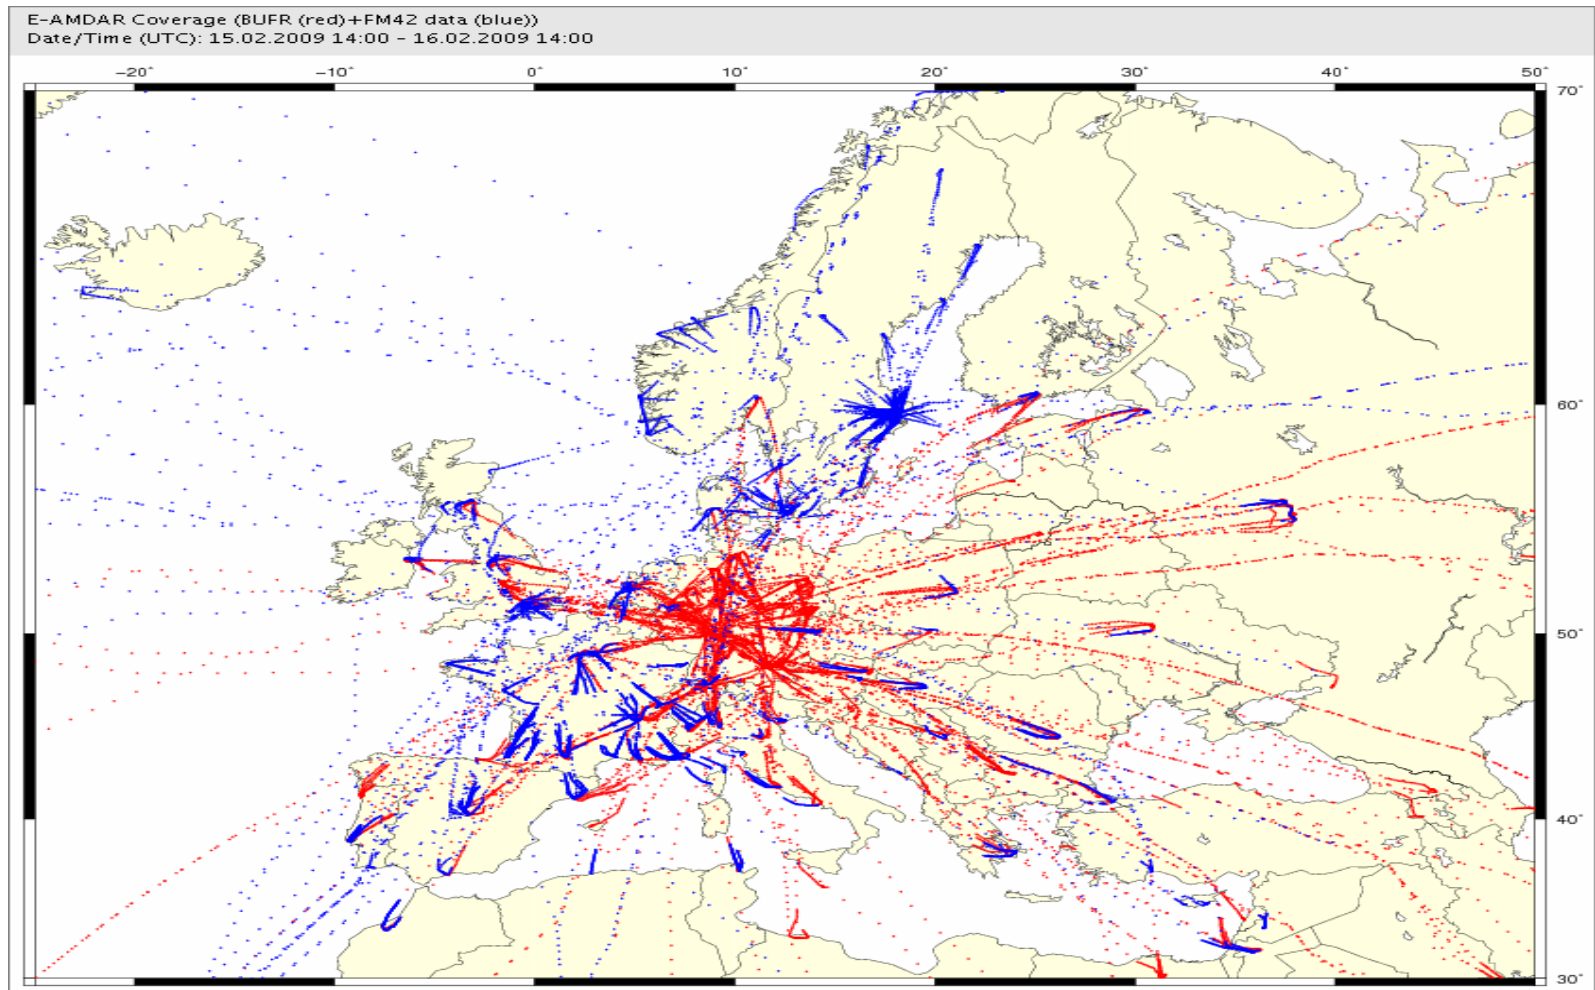 E-AMDAR Coverage (BUFR (red)+FM42 data (blue))
Date/Time (UTC): 15.02.2009 14:00 - 16.02.2009 14:00
-20° -10° 0° 10° 20° 30° 40° 50°
70°
60°
50°
40°
30°